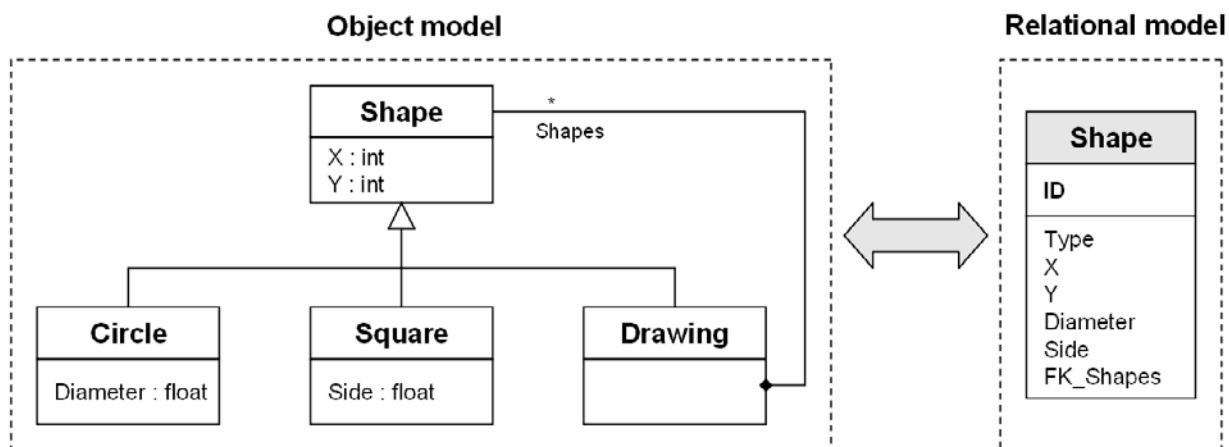 Object model
Relational model
Shape
X : int
Y : int
*
Shapes
Circle
Diameter : float
Square
Side : float
Drawing
Shape
ID
Type
X
Y
Diameter
Side
FK_Shapes